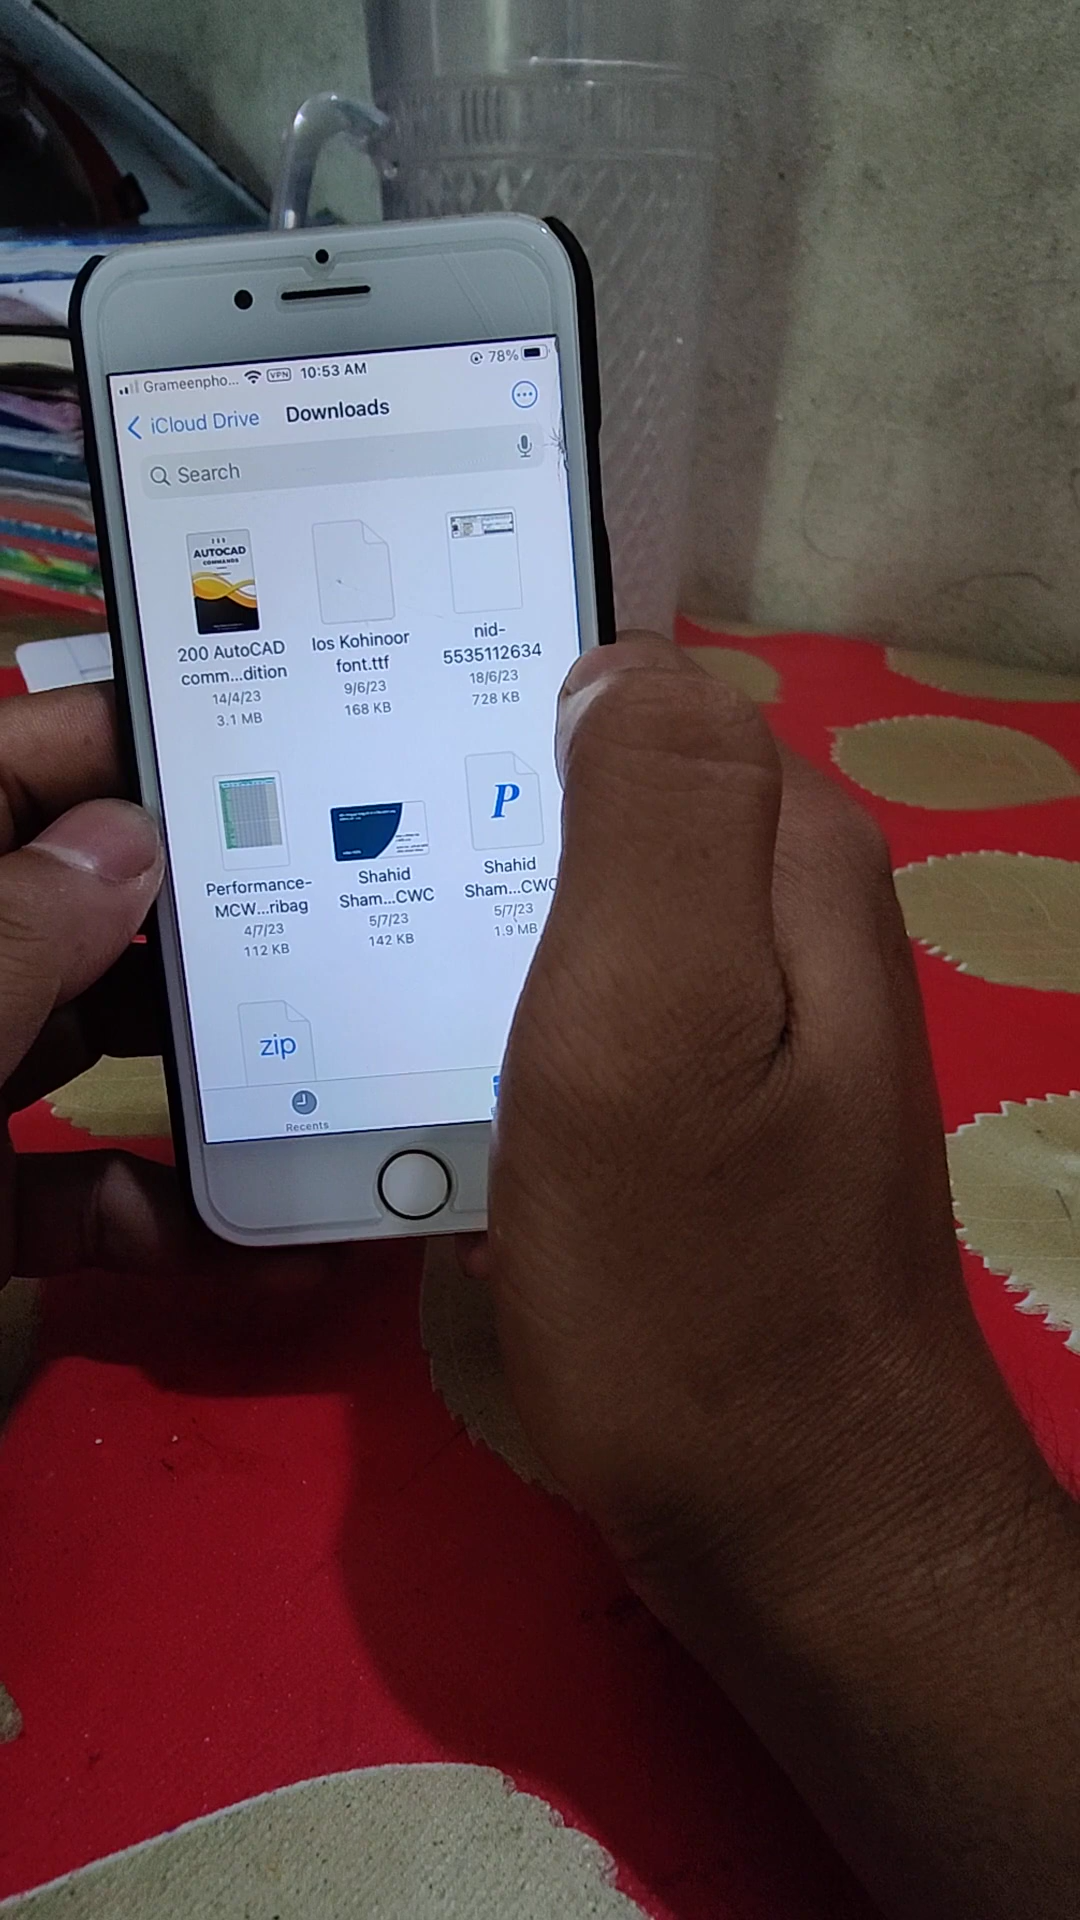 Grameenpho... VPN 10:53 AM 78%
iCloud Drive Downloads
Search
AUTOCAD
COMMANDS
200 AutoCAD
comm...dition
14/4/23
3.1 MB
Ios Kohinoor
font.ttf
9/6/23
168 KB
nid-
5535112634
18/6/23
728 KB
Performance-
MCW...ribag
4/7/23
112 KB
Shahid
Sham...CWC
5/7/23
142 KB
P
Shahid
Sham...CWC
5/7/23
1.9 MB
zip
Recents